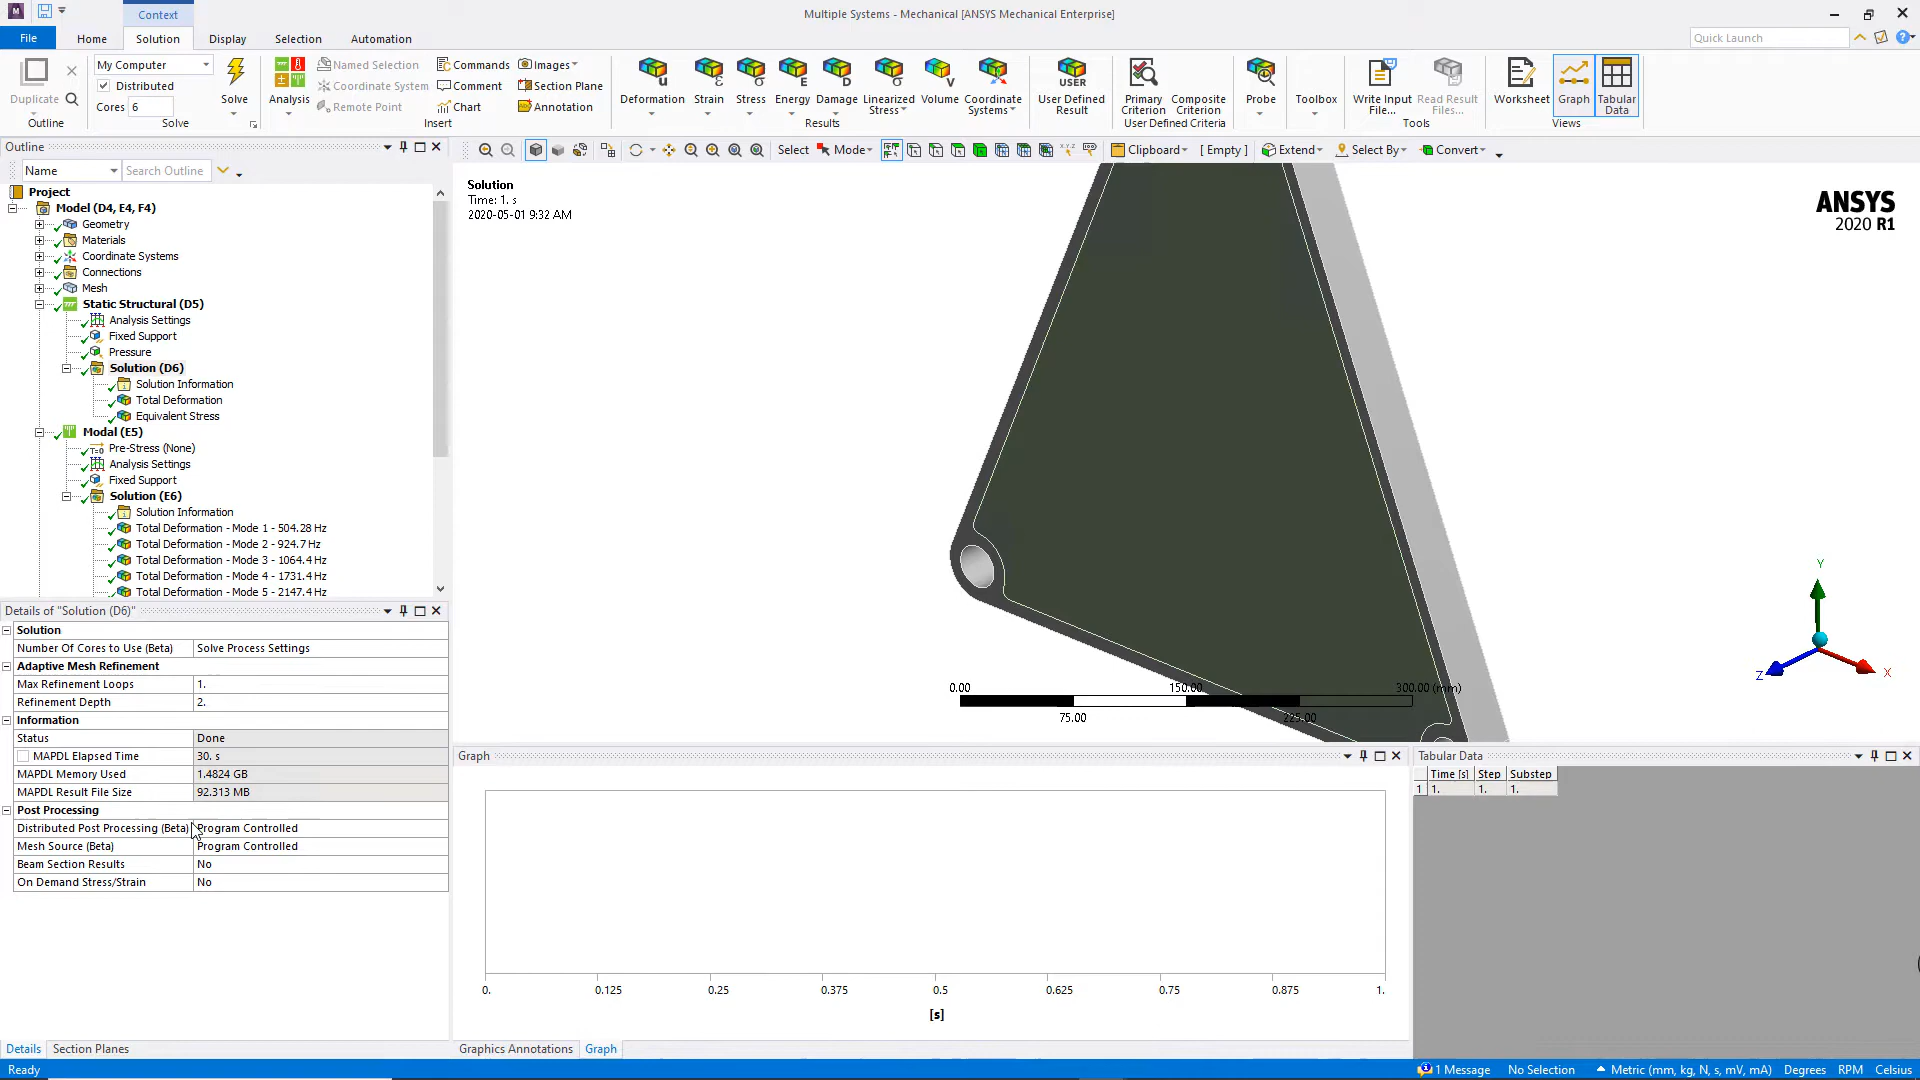 Context
Multiple Systems - Mechanical [ANSYS Mechanical Enterprise]
File Home Solution Display Selection Automation
Quick Launch
Duplicate
Outline
My Computer
Distributed
Cores 6
Solve
Solve
Analysis
Named Selection
Coordinate System
Remote Point
Commands
Comment
Chart
Images
Section Plane
Annotation
Insert
Deformation Strain Stress Energy Damage Linearized Stress Volume Coordinate Systems
Results
USER
User Defined Result
Primary Criterion
Composite Criterion
User Defined Criteria
Probe
Toolbox
Write Input File...
Read Result Files...
Tools
Worksheet
Graph
Tabular Data
Views
Outline
Select Mode Clipboard [ Empty ] Extend Select By Convert
Name Search Outline
Project
Model (D4, E4, F4)
Geometry
Materials
Coordinate Systems
Connections
Mesh
Static Structural (D5)
Analysis Settings
Fixed Support
Pressure
Solution (D6)
Solution Information
Total Deformation
Equivalent Stress
Modal (E5)
Pre-Stress (None)
Analysis Settings
Fixed Support
Solution (E6)
Solution Information
Total Deformation - Mode 1 - 504.28 Hz
Total Deformation - Mode 2 - 924.7 Hz
Total Deformation - Mode 3 - 1064.4 Hz
Total Deformation - Mode 4 - 1731.4 Hz
Total Deformation - Mode 5 - 2147.4 Hz
Solution
Time: 1. s
2020-05-01 9:32 AM
ANSYS
2020 R1
Y
Z
X
0.00 150.00 300.00 (mm)
75.00 225.00
Details of "Solution (D6)"
Solution
Number Of Cores to Use (Beta) Solve Process Settings
Adaptive Mesh Refinement
Max Refinement Loops 1.
Refinement Depth 2.
Information
Status Done
MAPDL Elapsed Time 30. s
MAPDL Memory Used 1.4824 GB
MAPDL Result File Size 92.313 MB
Post Processing
Distributed Post Processing (Beta) Program Controlled
Mesh Source (Beta) Program Controlled
Beam Section Results No
On Demand Stress/Strain No
Graph
0. 0.125 0.25 0.375 0.5 0.625 0.75 0.875 1.
[s]
Tabular Data
Time [s] Step Substep
1 1. 1. 1.
Details Section Planes
Graphics Annotations Graph
Ready
1 Message No Selection Metric (mm, kg, N, s, mV, mA) Degrees RPM Celsius